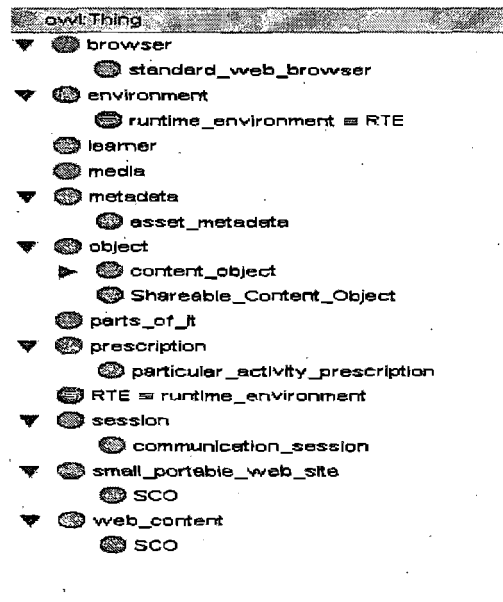 owl:Thing
browser
standard_web_browser
environment
runtime_environment ≡ RTE
learner
media
metadata
asset_metadata
object
content_object
Shareable_Content_Object
parts_of_it
prescription
particular_activity_prescription
RTE ≡ runtime_environment
session
communication_session
small_portable_web_site
SCO
web_content
SCO